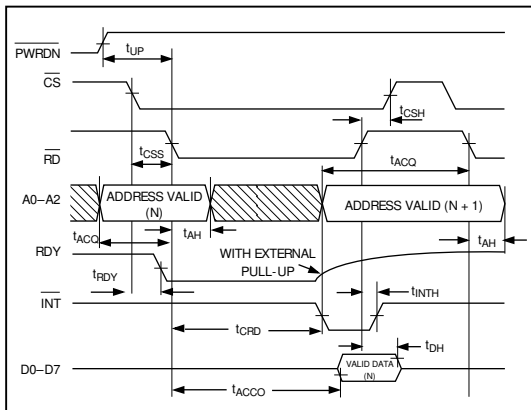 PWRDN
tUP
CS
tCSH
RD
tCSS
tACQ
A0–A2
ADDRESS VALID
(N)
ADDRESS VALID (N + 1)
tACQ
tAH
tAH
RDY
WITH EXTERNAL
PULL-UP
tRDY
tINTH
INT
tCRD
tDH
D0–D7
VALID DATA
(N)
tACCO